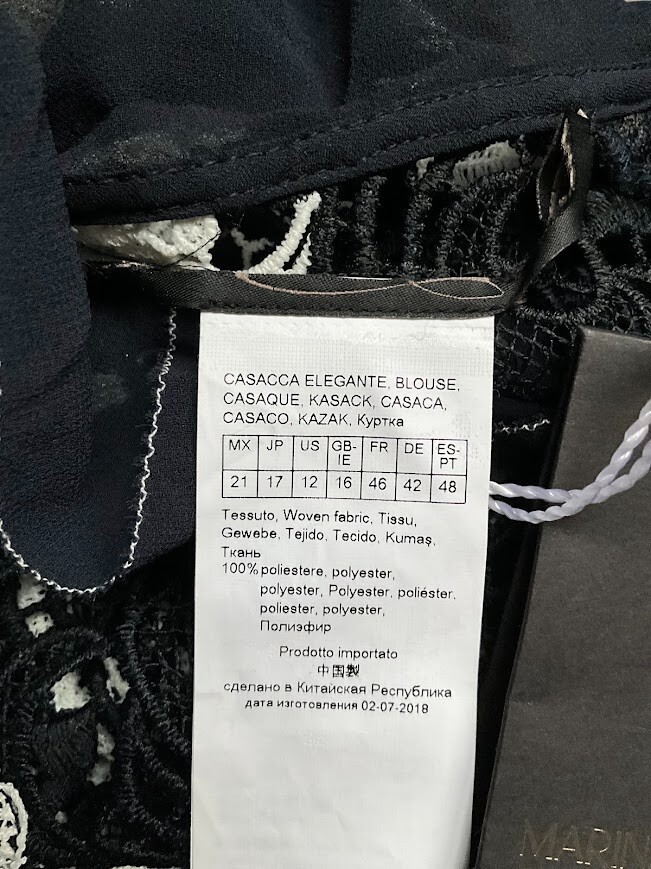 CASACCA ELEGANTE, BLOUSE,
CASAQUE, KASACK, CASACA,
CASACO, KAZAK, Куртка
MX JP US GB-IE FR DE ES-PT
21 17 12 16 46 42 48
Tessuto, Woven fabric, Tissu,
Gewebe, Tejido, Tecido, Kumaş,
Ткань
100% poliestere, polyester,
polyester, Polyester, poliéster,
poliester, polyester,
Полиэфир
Prodotto importato
中国製
сделано в Китайская Республика
дата изготовления 02-07-2018
MARIN